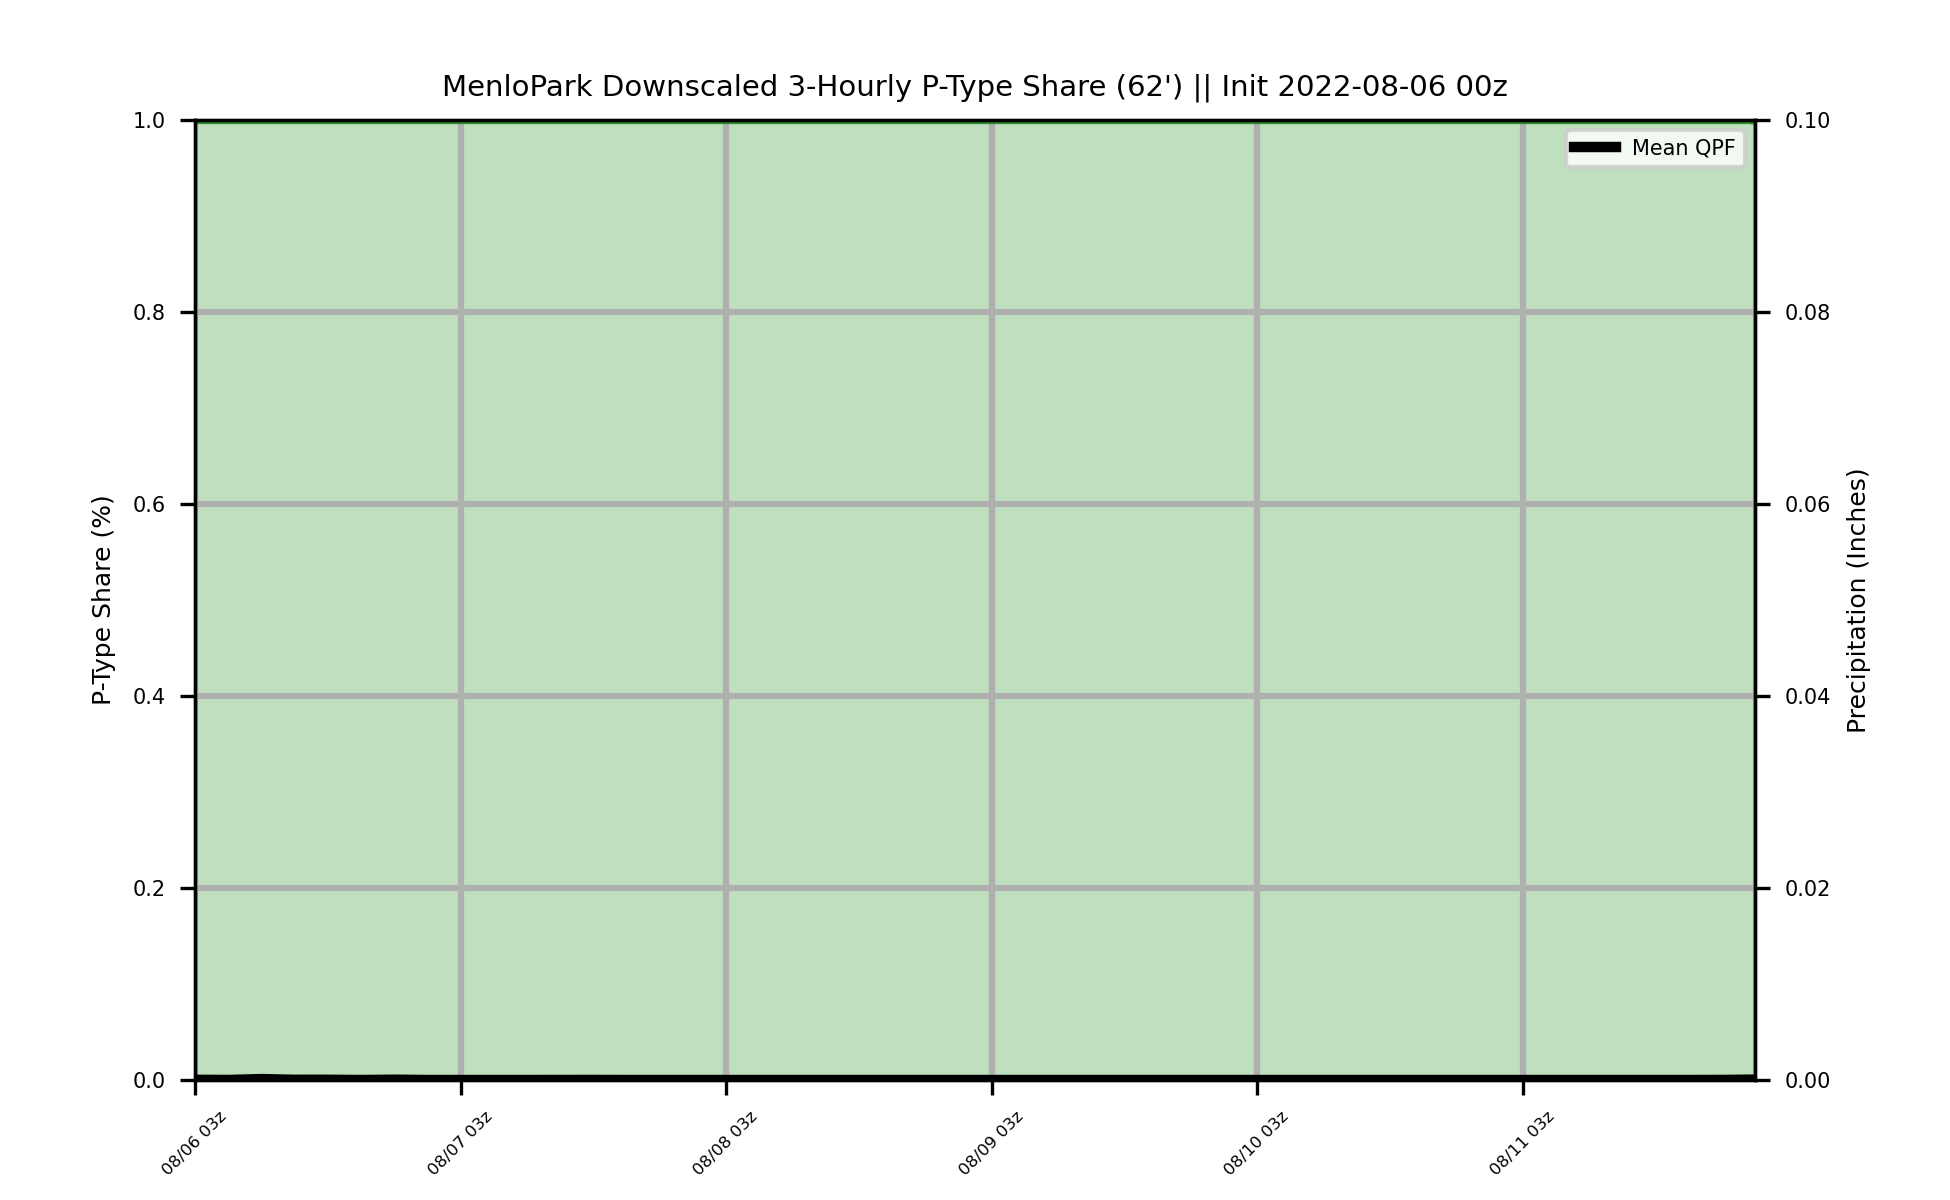 MenloPark Downscaled 3-Hourly P-Type Share (62') || Init 2022-08-06 00z
Mean QPF
P-Type Share (%)
1.0
0.8
0.6
0.4
0.2
0.0
0.10
0.08
0.06
0.04
0.02
0.00
Precipitation (Inches)
08/06 03z
08/07 03z
08/08 03z
08/09 03z
08/10 03z
08/11 03z